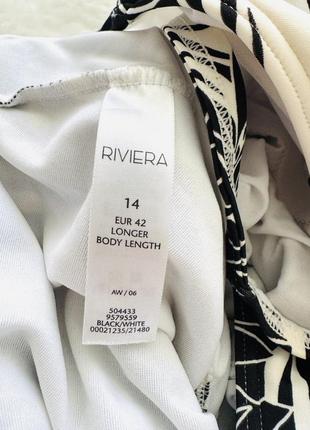 RIVIERA
14
EUR 42
LONGER
BODY LENGTH
AW / 06
504433
9579559
BLACK/WHITE
00021235/21480